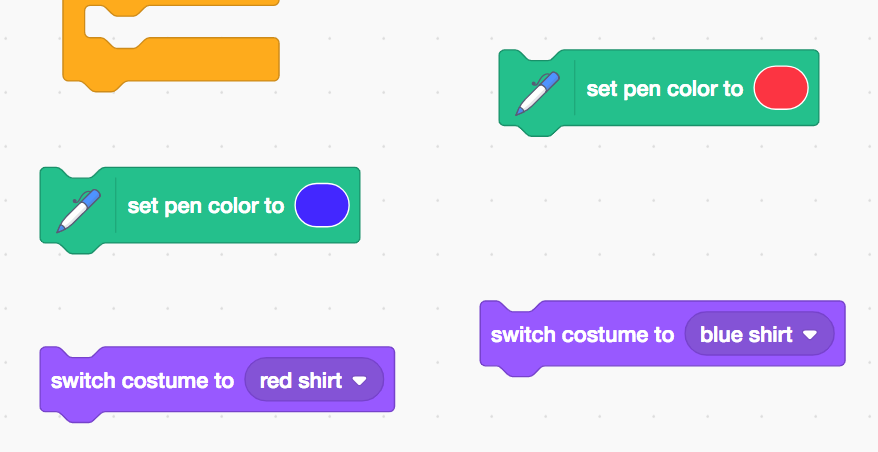 set pen color to
set pen color to
switch costume to blue shirt
switch costume to red shirt